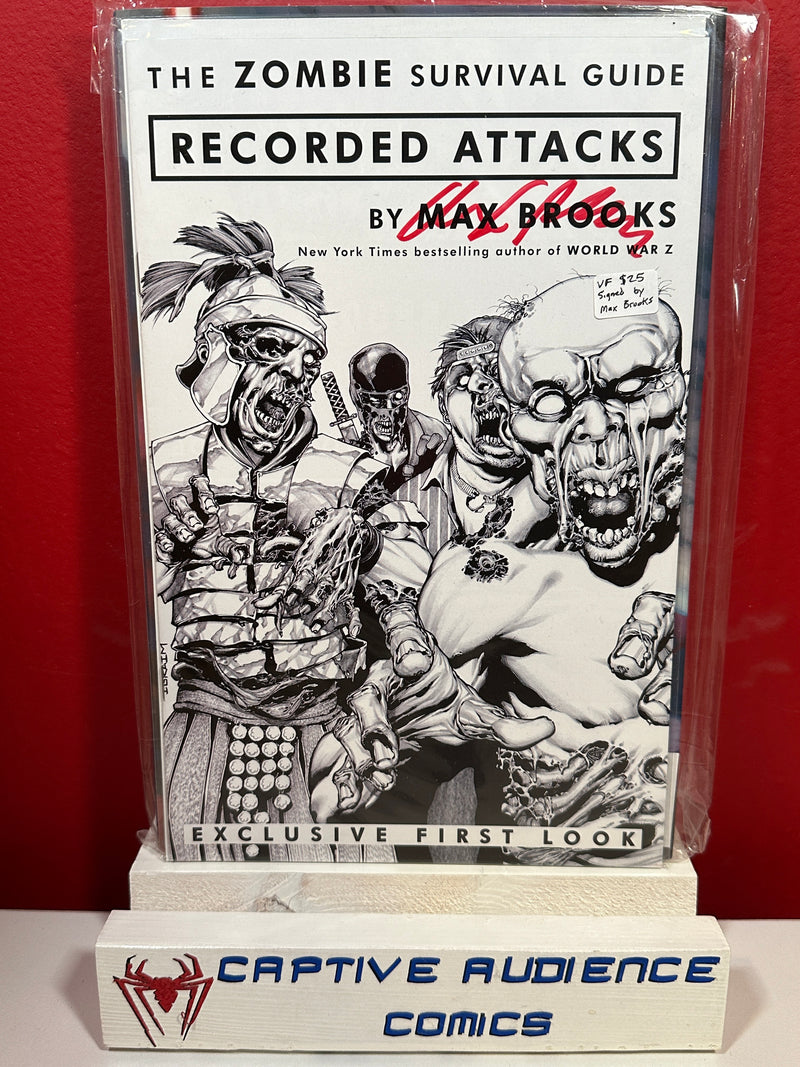 THE ZOMBIE SURVIVAL GUIDE
RECORDED ATTACKS
BY MAX BROOKS
New York Times bestselling author of WORLD WAR Z
VF $25
Signed by
Max Brooks
EXCLUSIVE FIRST LOOK
CAPTIVE AUDIENCE
COMICS